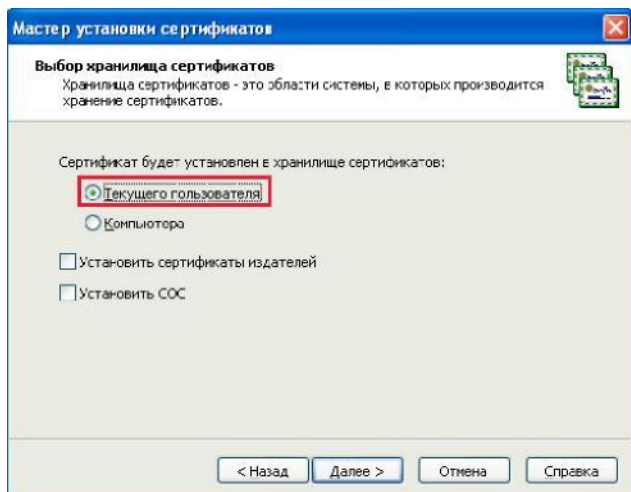 Мастер установки сертификатов
Выбор хранилища сертификатов
Хранилища сертификатов - это области системы, в которых производится
хранение сертификатов.
Сертификат будет установлен в хранилище сертификатов:
Текущего пользователя
Компьютера
Установить сертификаты издателей
Установить СОС
< Назад
Далее >
Отмена
Справка